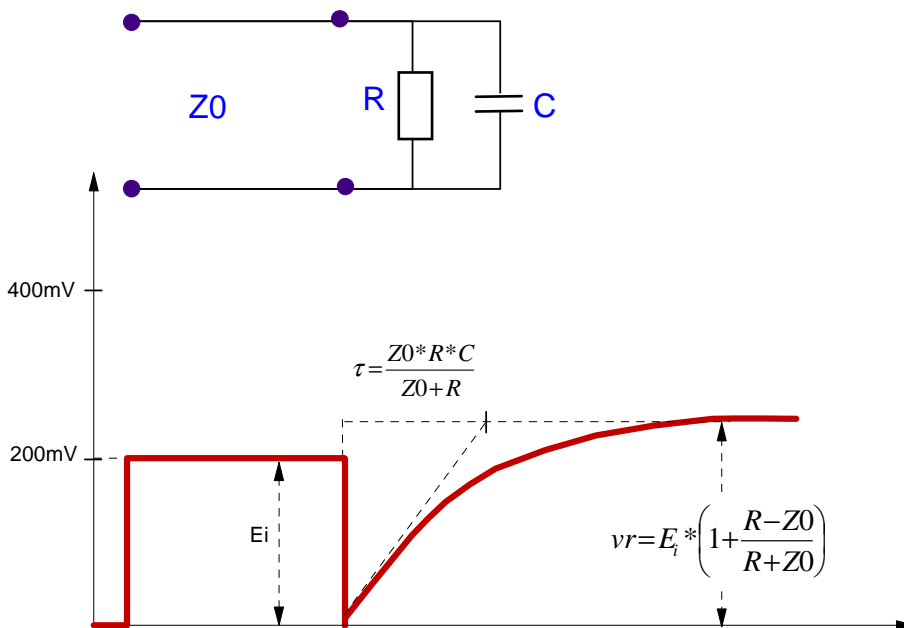 Z0
R
C
400mV
τ=Z0*R*C/Z0+R
200mV
Ei
vr=Ei*(1+R−Z0/R+Z0)